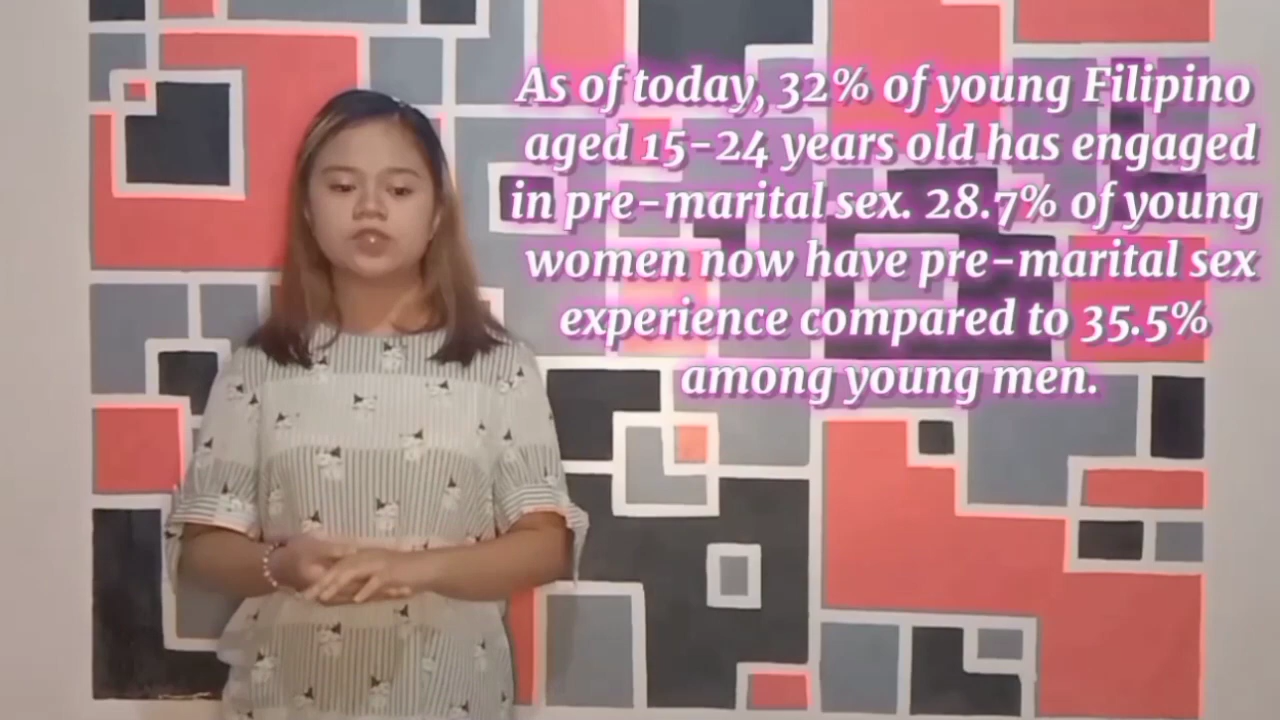 As of today, 32% of young Filipino
aged 15-24 years old has engaged
in pre-marital sex. 28.7% of young
women now have pre-marital sex
experience compared to 35.5%
among young men.